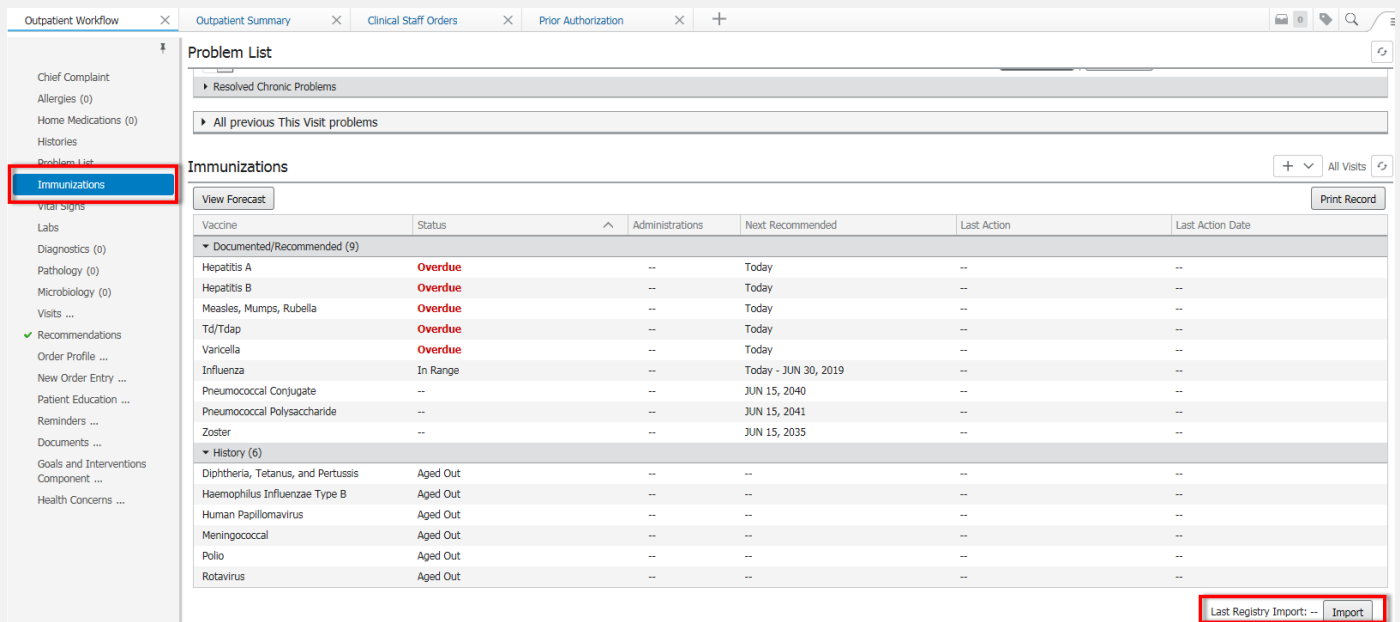 Outpatient Workflow Outpatient Summary Clinical Staff Orders Prior Authorization
0
Problem List
Resolved Chronic Problems
All previous This Visit problems
Chief Complaint
Allergies (0)
Home Medications (0)
Histories
Problem List
Immunizations
Vital Signs
Labs
Diagnostics (0)
Pathology (0)
Microbiology (0)
Visits ...
Recommendations
Order Profile ...
New Order Entry ...
Patient Education ...
Reminders ...
Documents ...
Goals and Interventions
Component ...
Health Concerns ...
Immunizations
All Visits
View Forecast Print Record
Vaccine Status Administrations Next Recommended Last Action Last Action Date
Documented/Recommended (9)
Hepatitis A Overdue -- Today -- --
Hepatitis B Overdue -- Today -- --
Measles, Mumps, Rubella Overdue -- Today -- --
Td/Tdap Overdue -- Today -- --
Varicella Overdue -- Today -- --
Influenza In Range -- Today - JUN 30, 2019 -- --
Pneumococcal Conjugate -- -- JUN 15, 2040 -- --
Pneumococcal Polysaccharide -- -- JUN 15, 2041 -- --
Zoster -- -- JUN 15, 2035 -- --
History (6)
Diphtheria, Tetanus, and Pertussis Aged Out -- -- -- --
Haemophilus Influenzae Type B Aged Out -- -- -- --
Human Papillomavirus Aged Out -- -- -- --
Meningococcal Aged Out -- -- -- --
Polio Aged Out -- -- -- --
Rotavirus Aged Out -- -- -- --
Last Registry Import: -- Import